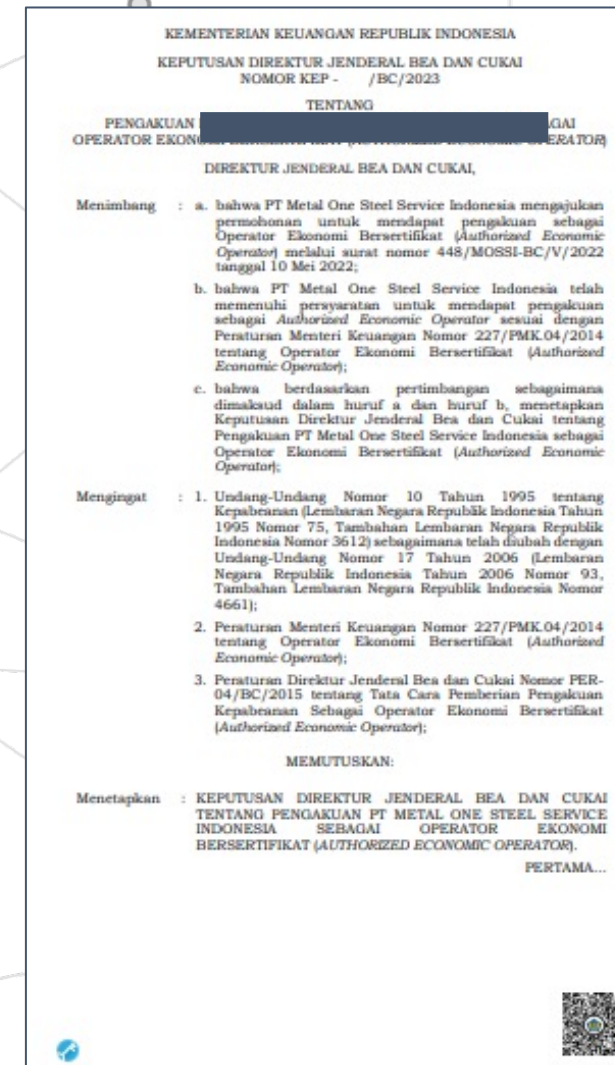 KEMENTERIAN KEUANGAN REPUBLIK INDONESIA
KEPUTUSAN DIREKTUR JENDERAL BEA DAN CUKAI
NOMOR KEP - /BC/2023
TENTANG
PENGAKUAN
OPERATOR
DIREKTUR JENDERAL BEA DAN CUKAI,
Menimbang : a. bahwa PT Metal One Steel Service Indonesia mengajukan
permohonan untuk mendapat pengakuan sebagai
Operator Ekonomi Bersertifikat (Authorized Economic
Operator) melalui surat nomor 448/MOSSI-BC/V/2022
tanggal 10 Mei 2022;
b. bahwa PT Metal One Steel Service Indonesia telah
memenuhi persyaratan untuk mendapat pengakuan
sebagai Authorized Economic Operator sesuai dengan
Peraturan Menteri Keuangan Nomor 227/PMK.04/2014
tentang Operator Ekonomi Bersertifikat (Authorized
Economic Operator);
c. bahwa berdasarkan pertimbangan sebagaimana
dimaksud dalam huruf a dan huruf b, menetapkan
Keputusan Direktur Jenderal Bea dan Cukai tentang
Pengakuan PT Metal One Steel Service Indonesia sebagai
Operator Ekonomi Bersertifikat (Authorized Economic
Operator);
Mengingat : 1. Undang-Undang Nomor 10 Tahun 1995 tentang
Kepabeanan (Lembaran Negara Republik Indonesia Tahun
1995 Nomor 75, Tambahan Lembaran Negara Republik
Indonesia Nomor 3612) sebagaimana telah diubah dengan
Undang-Undang Nomor 17 Tahun 2006 (Lembaran
Negara Republik Indonesia Tahun 2006 Nomor 93,
Tambahan Lembaran Negara Republik Indonesia Nomor
4661);
2. Peraturan Menteri Keuangan Nomor 227/PMK.04/2014
tentang Operator Ekonomi Bersertifikat (Authorized
Economic Operator);
3. Peraturan Direktur Jenderal Bea dan Cukai Nomor PER-
04/BC/2015 tentang Tata Cara Pemberian Pengakuan
Kepabeanan Sebagai Operator Ekonomi Bersertifikat
(Authorized Economic Operator);
MEMUTUSKAN:
Menetapkan : KEPUTUSAN DIREKTUR JENDERAL BEA DAN CUKAI
TENTANG PENGAKUAN PT METAL ONE STEEL SERVICE
INDONESIA SEBAGAI OPERATOR EKONOMI
BERSERTIFIKAT (AUTHORIZED ECONOMIC OPERATOR).
PERTAMA...